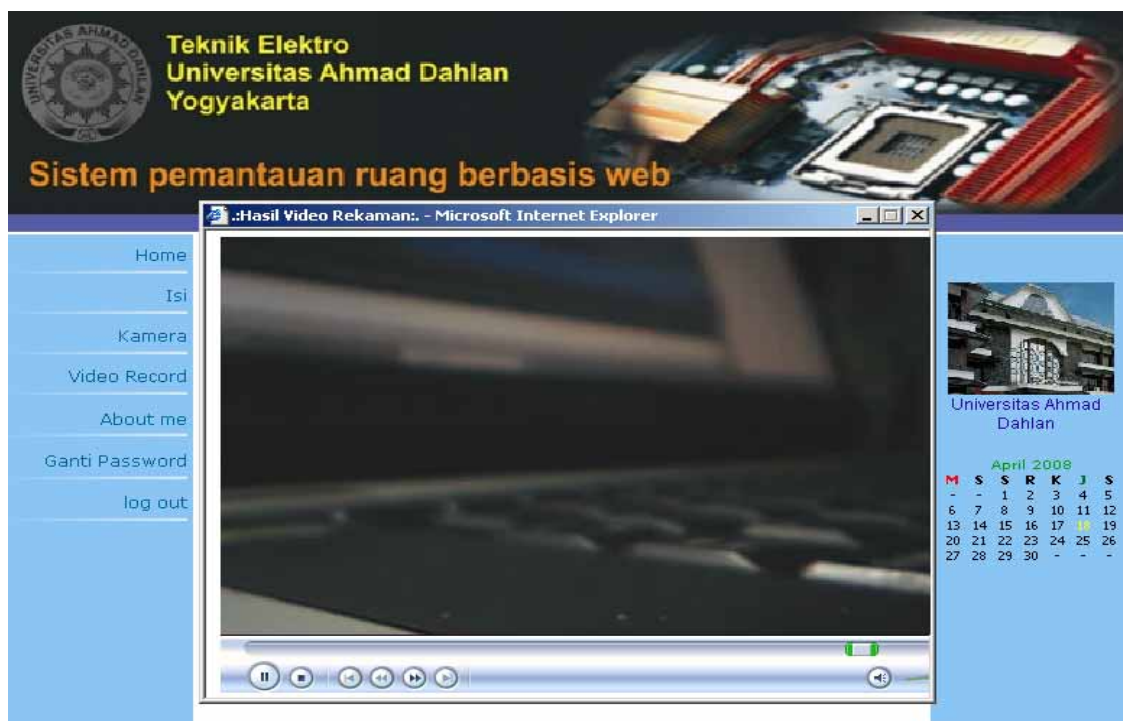 UNIVERSITAS AHMAD DAHLAN
Teknik Elektro
Universitas Ahmad Dahlan
Yogyakarta
Sistem pemantauan ruang berbasis web
.:Hasil Video Rekaman:. - Microsoft Internet Explorer
Home
Isi
Kamera
Video Record
About me
Ganti Password
log out
Universitas Ahmad
Dahlan
April 2008
M S S R K J S
- - 1 2 3 4 5
6 7 8 9 10 11 12
13 14 15 16 17 18 19
20 21 22 23 24 25 26
27 28 29 30 - - -